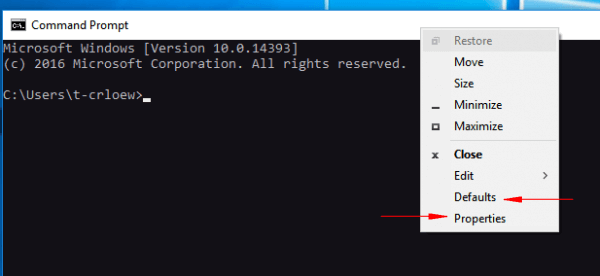 Command Prompt
Microsoft Windows [Version 10.0.14393]
(c) 2016 Microsoft Corporation. All rights reserved.
C:\Users\t-crloew>
Restore
Move
Size
Minimize
Maximize
Close
Edit
Defaults
Properties